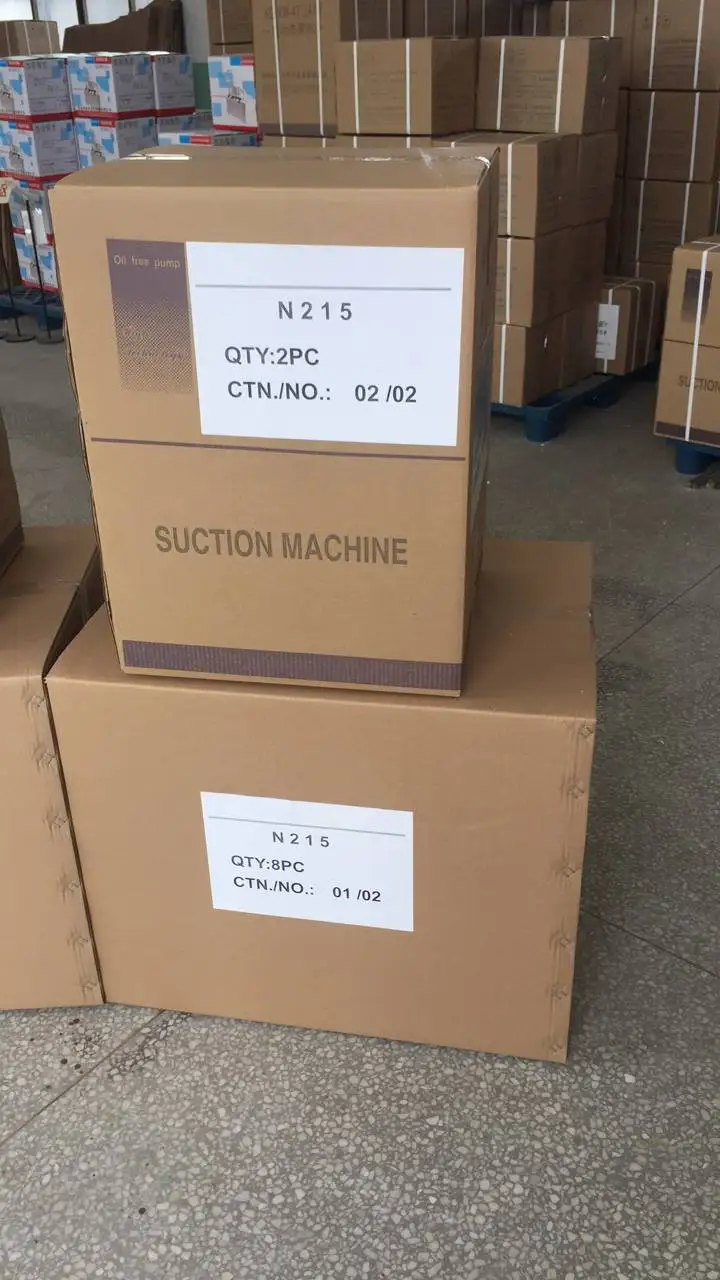 Oil free pump
N215
QTY:2PC
CTN./NO.: 02 /02
SUCTION MACHINE
N215
QTY:8PC
CTN./NO.: 01 /02
SUCTION